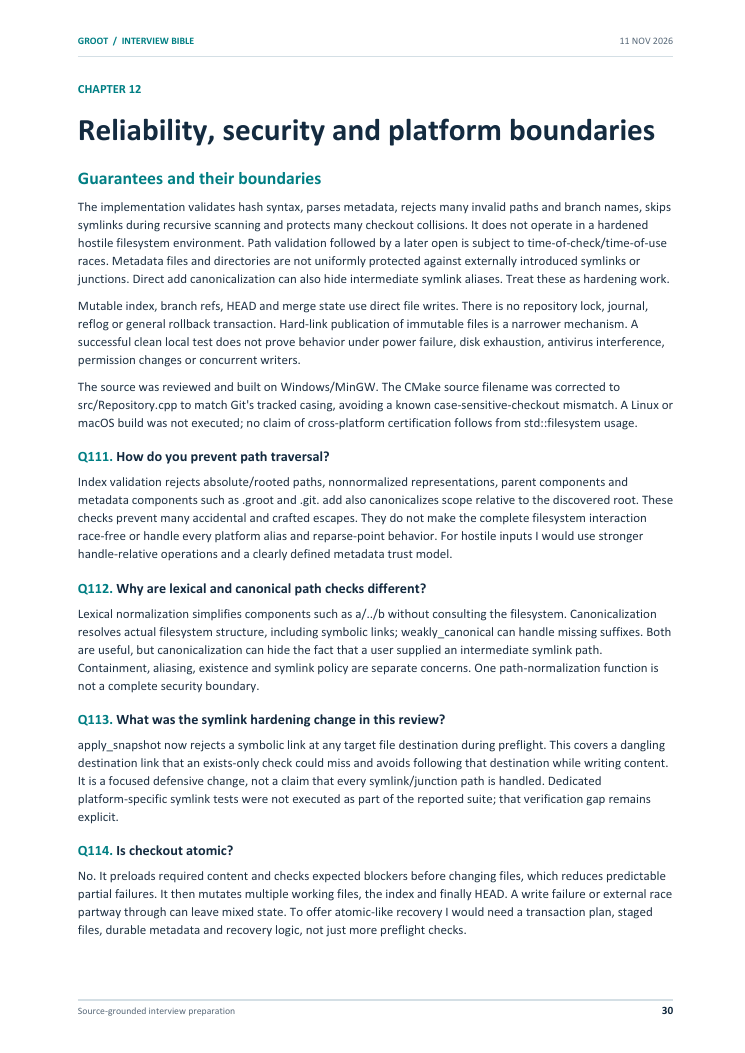 GROOT / INTERVIEW BIBLE
11 NOV 2026
CHAPTER 12
Reliability, security and platform boundaries
Guarantees and their boundaries
The implementation validates hash syntax, parses metadata, rejects many invalid paths and branch names, skips
symlinks during recursive scanning and protects many checkout collisions. It does not operate in a hardened
hostile filesystem environment. Path validation followed by a later open is subject to time-of-check/time-of-use
races. Metadata files and directories are not uniformly protected against externally introduced symlinks or
junctions. Direct add canonicalization can also hide intermediate symlink aliases. Treat these as hardening work.
Mutable index, branch refs, HEAD and merge state use direct file writes. There is no repository lock, journal,
reflog or general rollback transaction. Hard-link publication of immutable files is a narrower mechanism. A
successful clean local test does not prove behavior under power failure, disk exhaustion, antivirus interference,
permission changes or concurrent writers.
The source was reviewed and built on Windows/MinGW. The CMake source filename was corrected to
src/Repository.cpp to match Git's tracked casing, avoiding a known case-sensitive-checkout mismatch. A Linux or
macOS build was not executed; no claim of cross-platform certification follows from std::filesystem usage.
Q111. How do you prevent path traversal?
Index validation rejects absolute/rooted paths, nonnormalized representations, parent components and
metadata components such as .groot and .git. add also canonicalizes scope relative to the discovered root. These
checks prevent many accidental and crafted escapes. They do not make the complete filesystem interaction
race-free or handle every platform alias and reparse-point behavior. For hostile inputs I would use stronger
handle-relative operations and a clearly defined metadata trust model.
Q112. Why are lexical and canonical path checks different?
Lexical normalization simplifies components such as a/../b without consulting the filesystem. Canonicalization
resolves actual filesystem structure, including symbolic links; weakly_canonical can handle missing suffixes. Both
are useful, but canonicalization can hide the fact that a user supplied an intermediate symlink path.
Containment, aliasing, existence and symlink policy are separate concerns. One path-normalization function is
not a complete security boundary.
Q113. What was the symlink hardening change in this review?
apply_snapshot now rejects a symbolic link at any target file destination during preflight. This covers a dangling
destination link that an exists-only check could miss and avoids following that destination while writing content.
It is a focused defensive change, not a claim that every symlink/junction path is handled. Dedicated
platform-specific symlink tests were not executed as part of the reported suite; that verification gap remains
explicit.
Q114. Is checkout atomic?
No. It preloads required content and checks expected blockers before changing files, which reduces predictable
partial failures. It then mutates multiple working files, the index and finally HEAD. A write failure or external race
partway through can leave mixed state. To offer atomic-like recovery I would need a transaction plan, staged
files, durable metadata and recovery logic, not just more preflight checks.
Source-grounded interview preparation
30